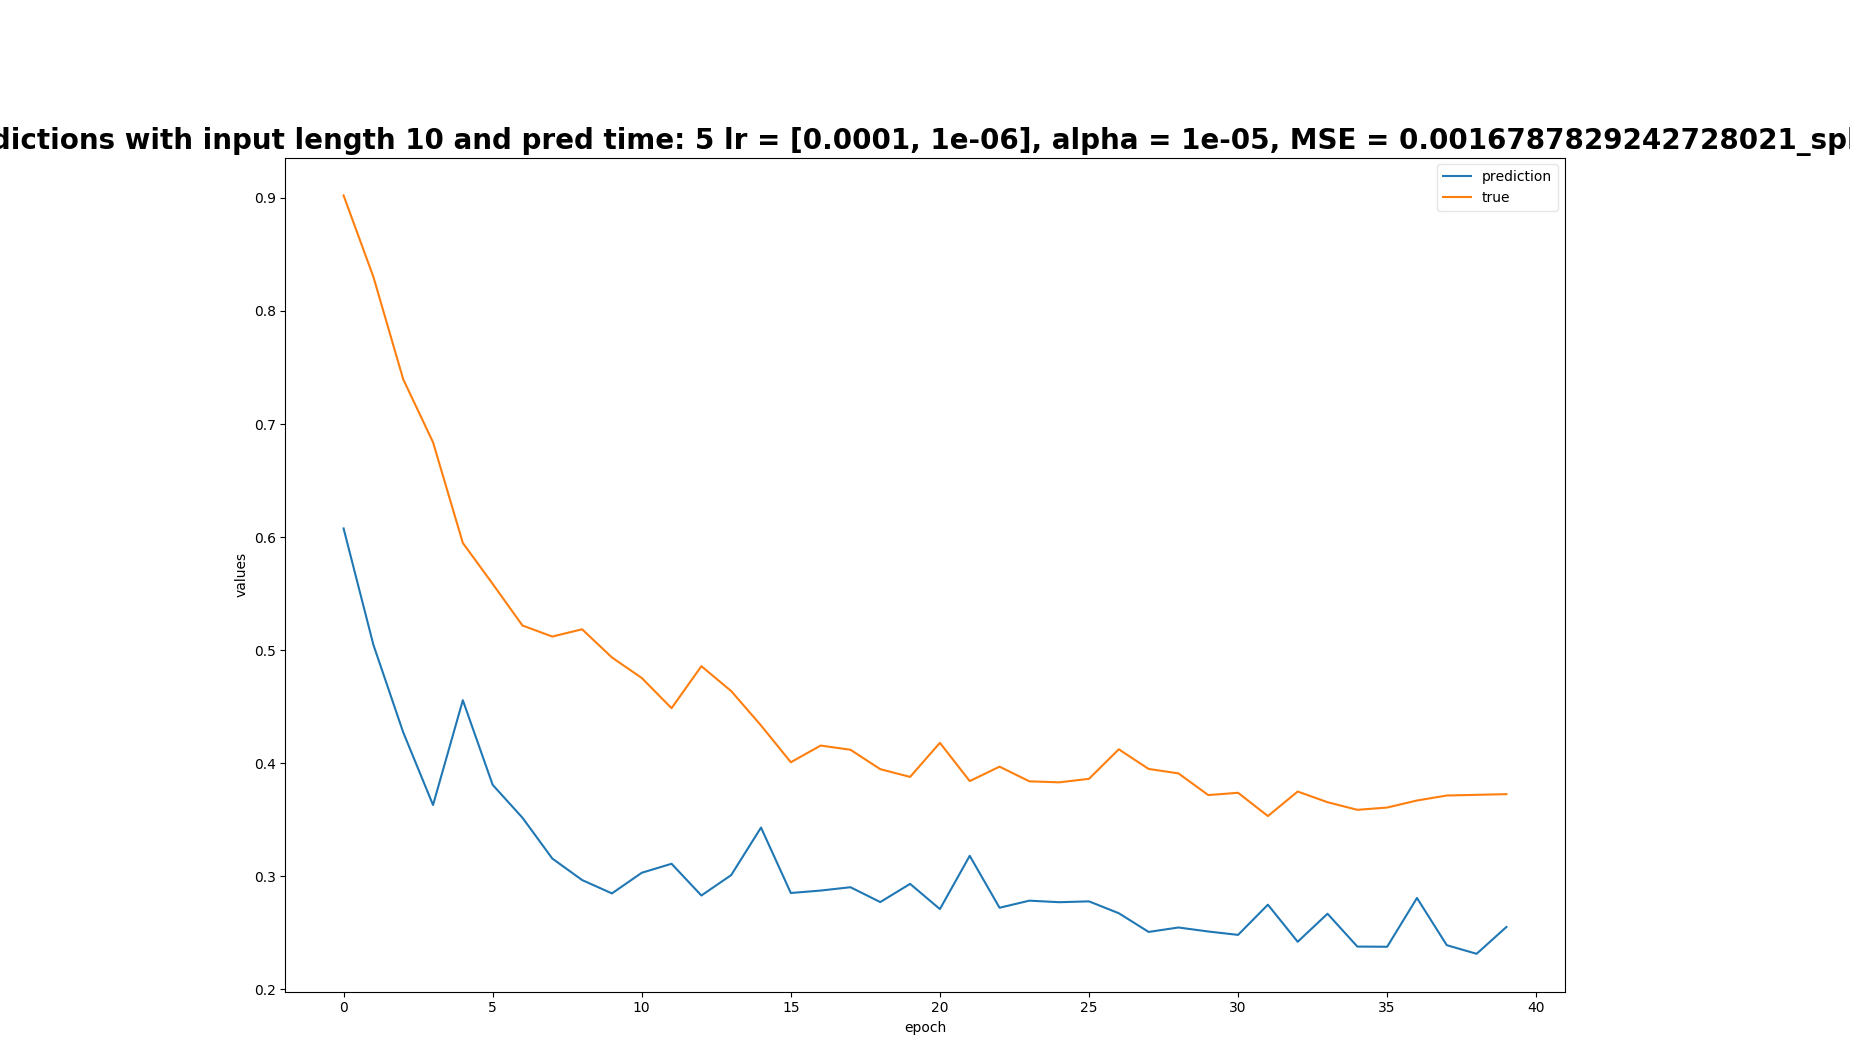 dictions with input length 10 and pred time: 5 lr = [0.0001, 1e-06], alpha = 1e-05, MSE = 0.0016787829242728021_spl
prediction
true
0.9
0.8
0.7
0.6
0.5
0.4
0.3
0.2
values
0 5 10 15 20 25 30 35 40
epoch